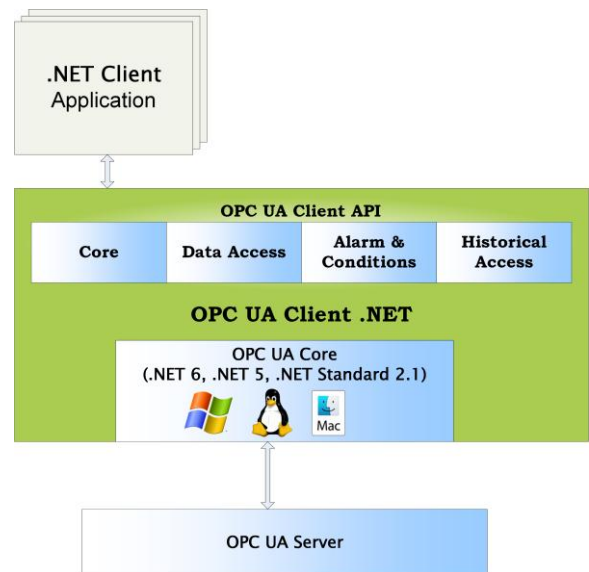 .NET Client
Application
OPC UA Client API
Core
Data Access
Alarm &
Conditions
Historical
Access
OPC UA Client .NET
OPC UA Core
(.NET 6, .NET 5, .NET Standard 2.1)
Mac
OPC UA Server